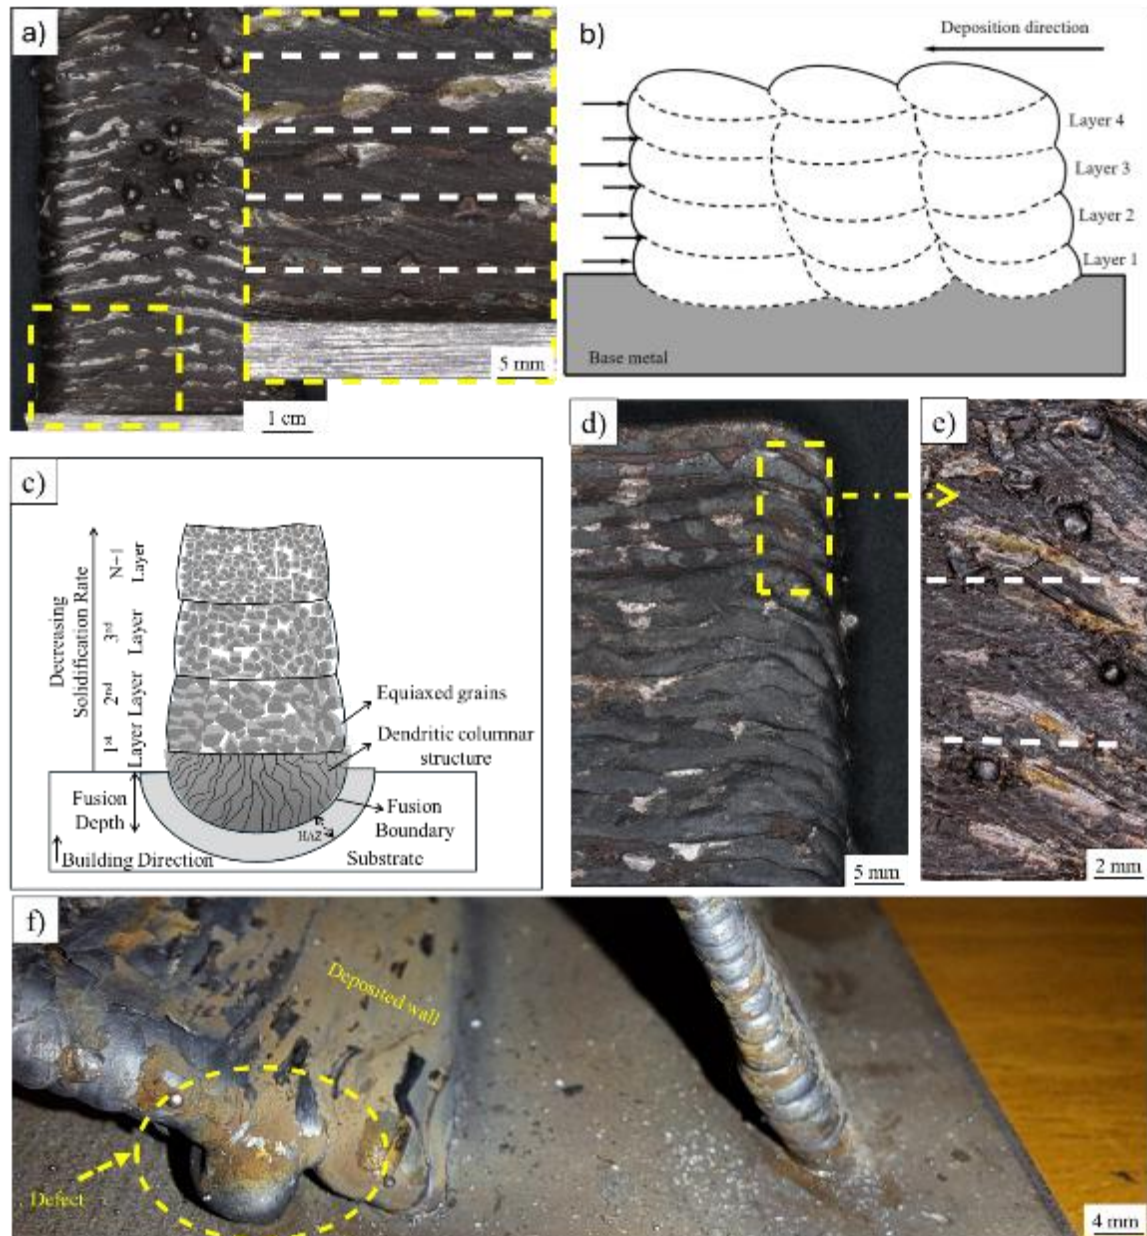 a)
5 mm
1 cm
b)
Deposition direction
Layer 4
Layer 3
Layer 2
Layer 1
Base metal
c)
Decreasing
Solidification Rate
N-1
Layer
3rd
Layer
2nd
Layer
1st
Layer
Equiaxed grains
Dendritic columnar
structure
Fusion
Depth
Fusion
Boundary
HAZ
Building Direction
Substrate
d)
5 mm
e)
2 mm
f)
Deposited wall
Defect
4 mm